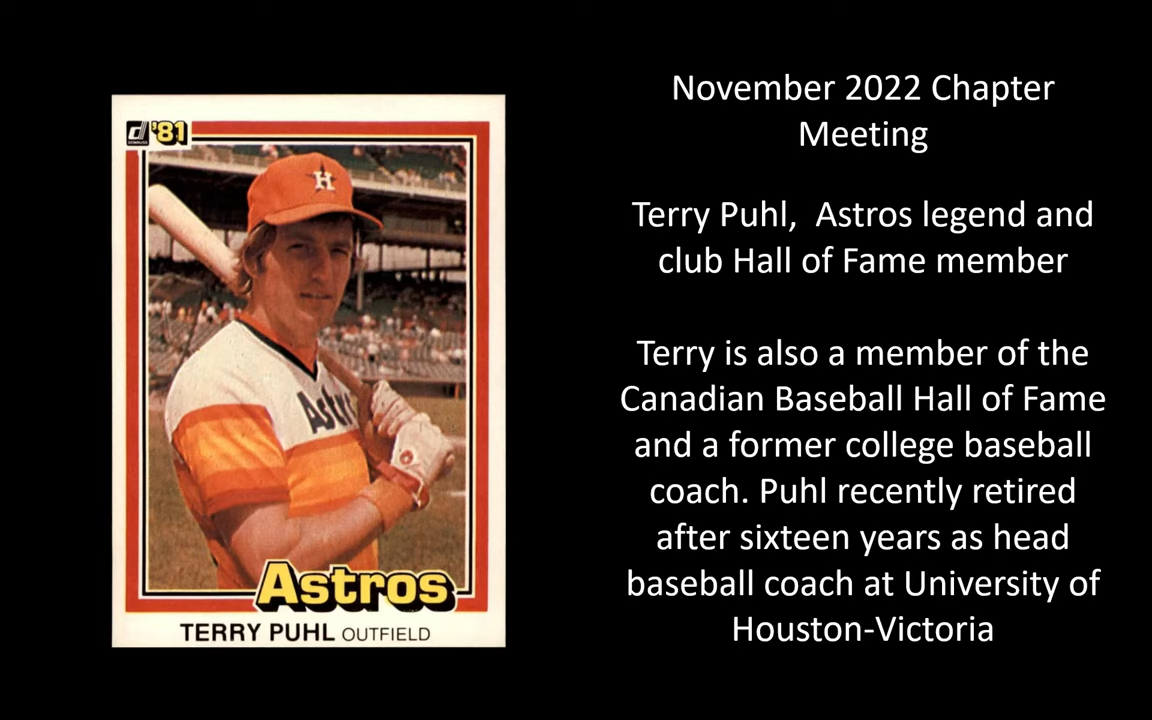 '81
DONRUSS
H
Astros
Astros
TERRY PUHL OUTFIELD
November 2022 Chapter
Meeting
Terry Puhl,  Astros legend and
club Hall of Fame member
Terry is also a member of the
Canadian Baseball Hall of Fame
and a former college baseball
coach. Puhl recently retired
after sixteen years as head
baseball coach at University of
Houston-Victoria